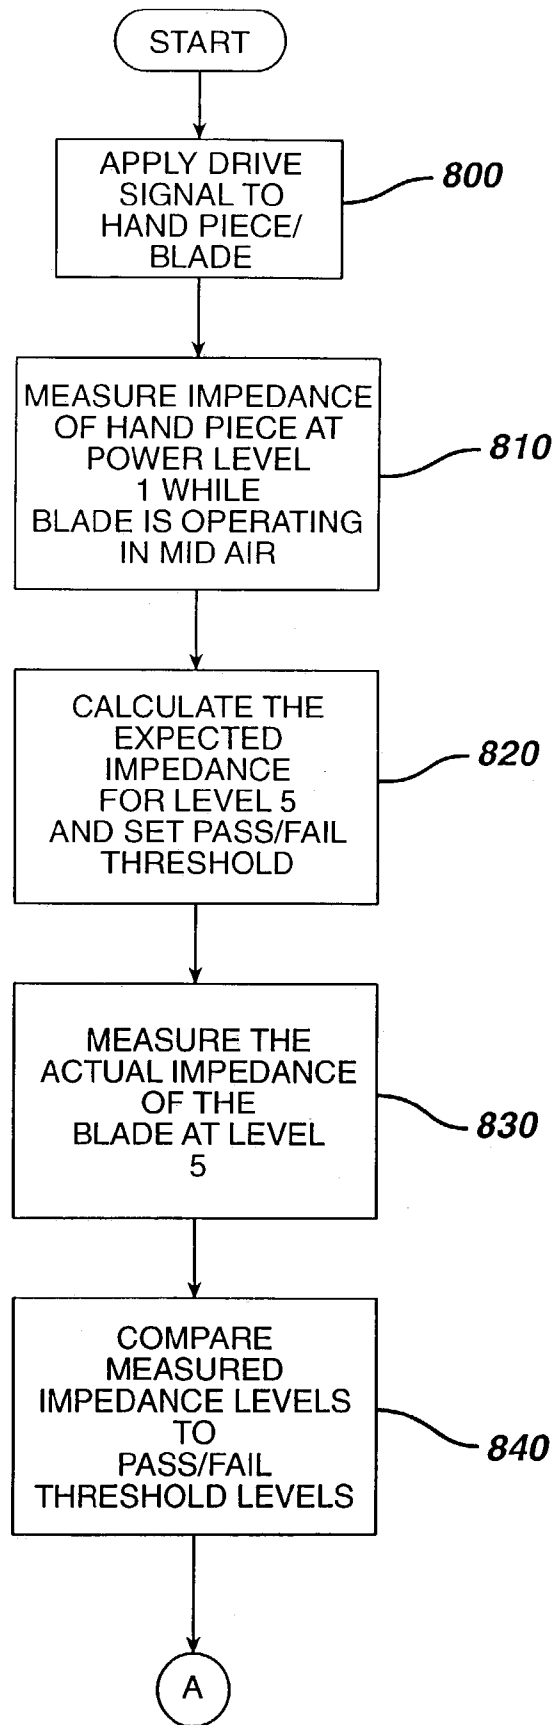 START
APPLY DRIVE
SIGNAL TO
HAND PIECE/
BLADE
800
MEASURE IMPEDANCE
OF HAND PIECE AT
POWER LEVEL
1 WHILE
BLADE IS OPERATING
IN MID AIR
810
CALCULATE THE
EXPECTED
IMPEDANCE
FOR LEVEL 5
AND SET PASS/FAIL
THRESHOLD
820
MEASURE THE
ACTUAL IMPEDANCE
OF THE
BLADE AT LEVEL
5
830
COMPARE
MEASURED
IMPEDANCE LEVELS
TO
PASS/FAIL
THRESHOLD LEVELS
840
A